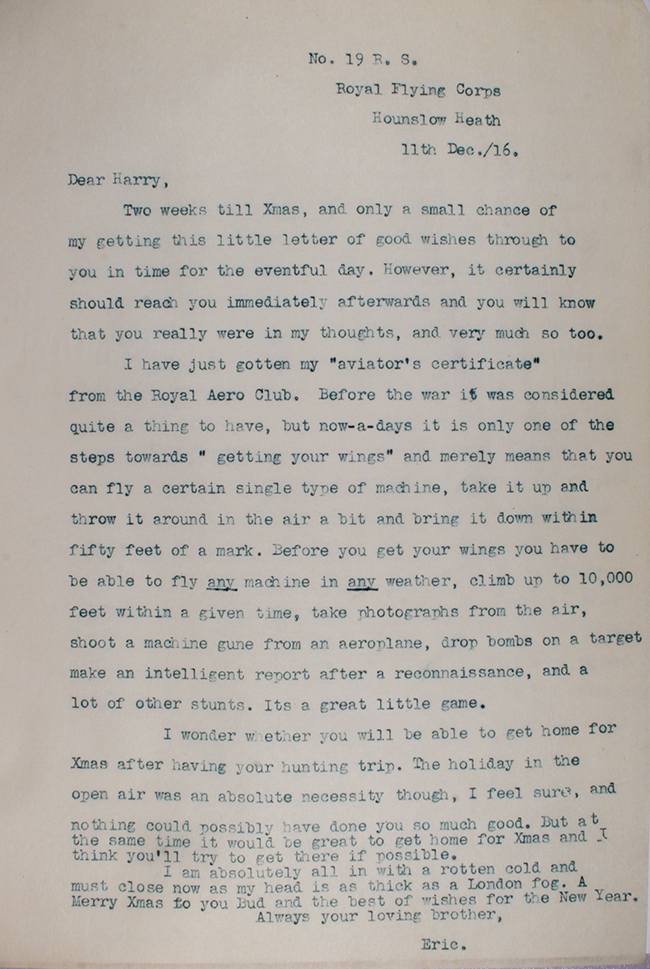 No. 19 R. S.
Royal Flying Corps
Hounslow Heath
11th Dec./16.
Dear Harry,
Two weeks till Xmas, and only a small chance of
my getting this little letter of good wishes through to
you in time for the eventful day. However, it certainly
should reach you immediately afterwards and you will know
that you really were in my thoughts, and very much so too.
I have just gotten my "aviator's certificate"
from the Royal Aero Club. Before the war it was considered
quite a thing to have, but now-a-days it is only one of the
steps towards " getting your wings" and merely means that you
can fly a certain single type of machine, take it up and
throw it around in the air a bit and bring it down within
fifty feet of a mark. Before you get your wings you have to
be able to fly any machine in any weather, climb up to 10,000
feet within a given time, take photographs from the air,
shoot a machine gune from an aeroplane, drop bombs on a target
make an intelligent report after a reconnaissance, and a
lot of other stunts. Its a great little game.
I wonder whether you will be able to get home for
Xmas after having your hunting trip. The holiday in the
open air was an absolute necessity though, I feel sure, and
nothing could possibly have done you so much good. But at
the same time it would be great to get home for Xmas and I
think you'll try to get there if possible.
I am absolutely all in with a rotten cold and
must close now as my head is as thick as a London fog. A
Merry Xmas to you Bud and the best of wishes for the New Year.
Always your loving brother,
Eric.